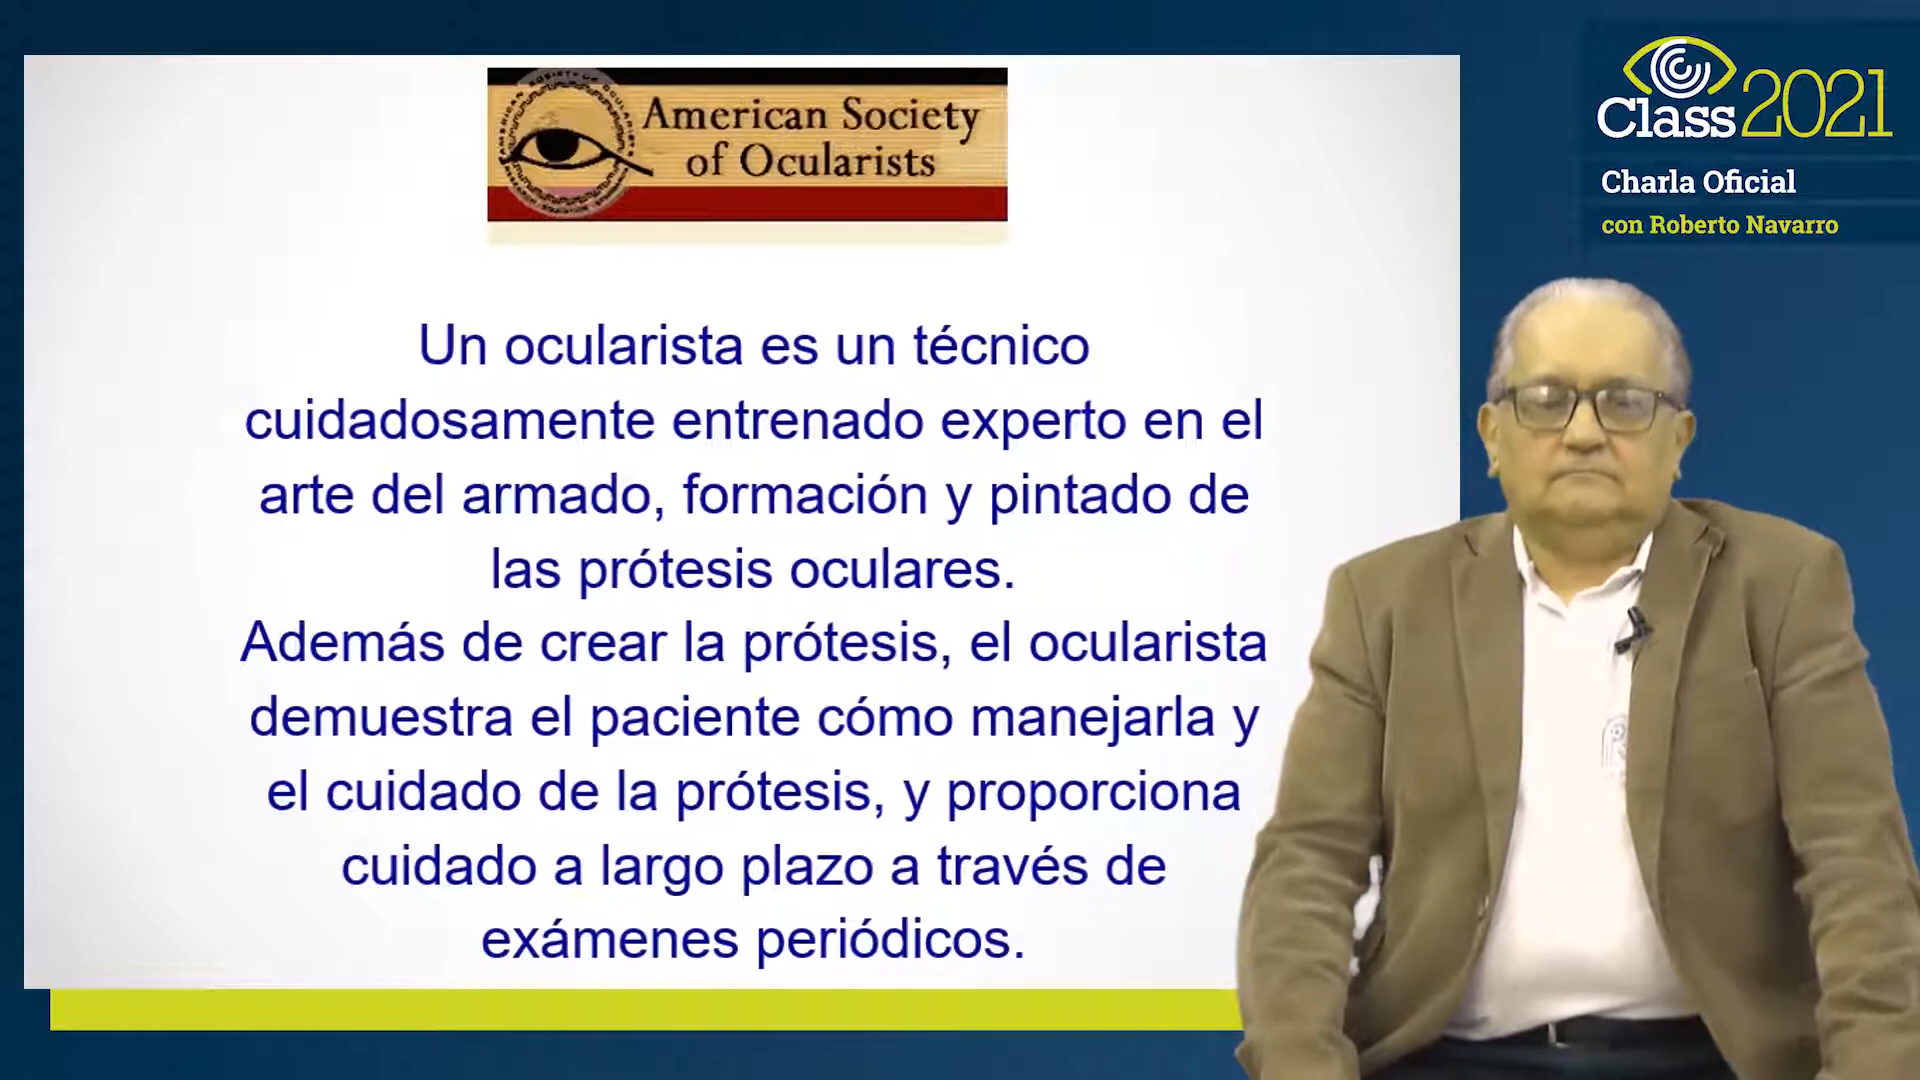 American Society
of Ocularists
Un ocularista es un técnico
cuidadosamente entrenado experto en el
arte del armado, formación y pintado de
las prótesis oculares.
Además de crear la prótesis, el ocularista
demuestra el paciente cómo manejarla y
el cuidado de la prótesis, y proporciona
cuidado a largo plazo a través de
exámenes periódicos.
Class2021
Charla Oficial
con Roberto Navarro